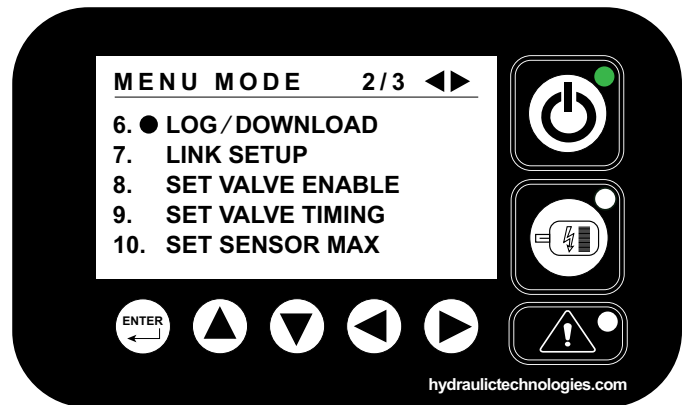 MENU MODE 2/3 ◀▶
6. ● LOG/DOWNLOAD
7. LINK SETUP
8. SET VALVE ENABLE
9. SET VALVE TIMING
10. SET SENSOR MAX
ENTER
hydraulictechnologies.com